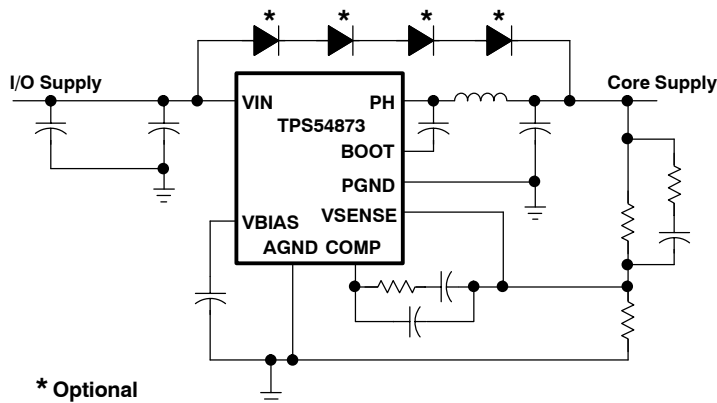 * * * *
I/O Supply
Core Supply
VIN
PH
TPS54873
BOOT
PGND
VSENSE
VBIAS
AGND COMP
* Optional